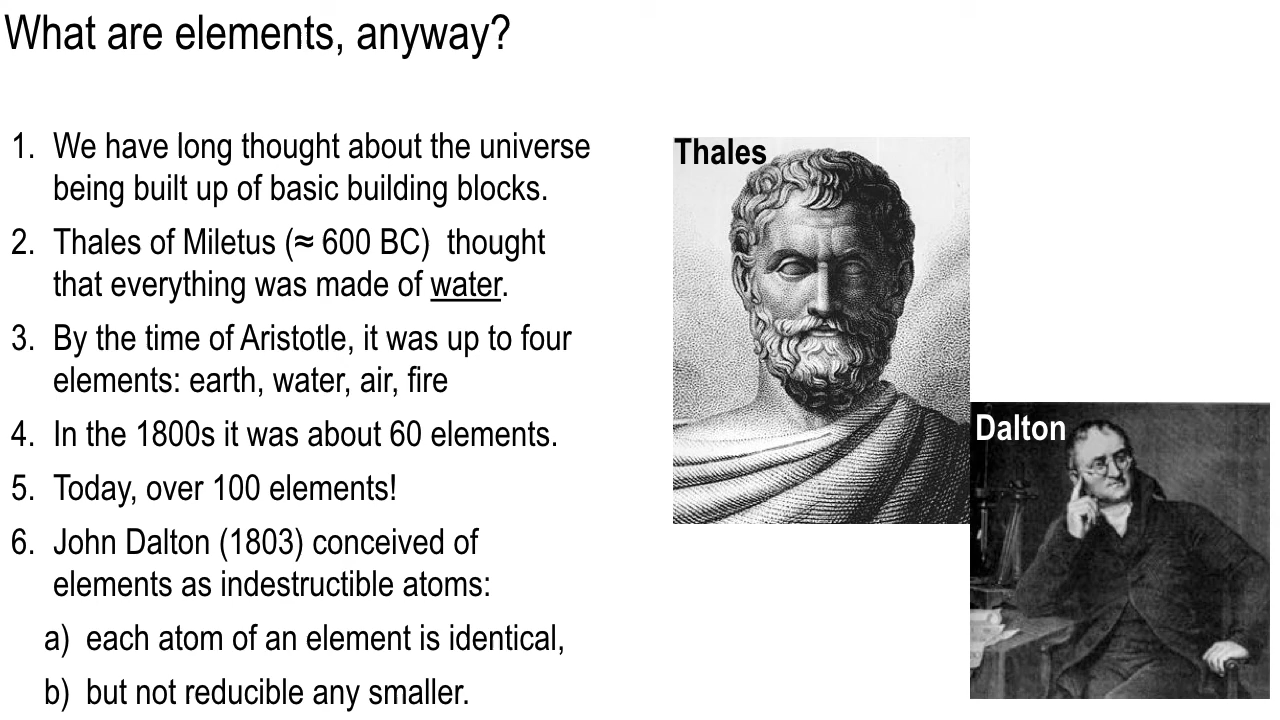 What are elements, anyway?
1. We have long thought about the universe
being built up of basic building blocks.
2. Thales of Miletus (≈ 600 BC) thought
that everything was made of water.
3. By the time of Aristotle, it was up to four
elements: earth, water, air, fire
4. In the 1800s it was about 60 elements.
5. Today, over 100 elements!
6. John Dalton (1803) conceived of
elements as indestructible atoms:
a) each atom of an element is identical,
b) but not reducible any smaller.
Thales
Dalton